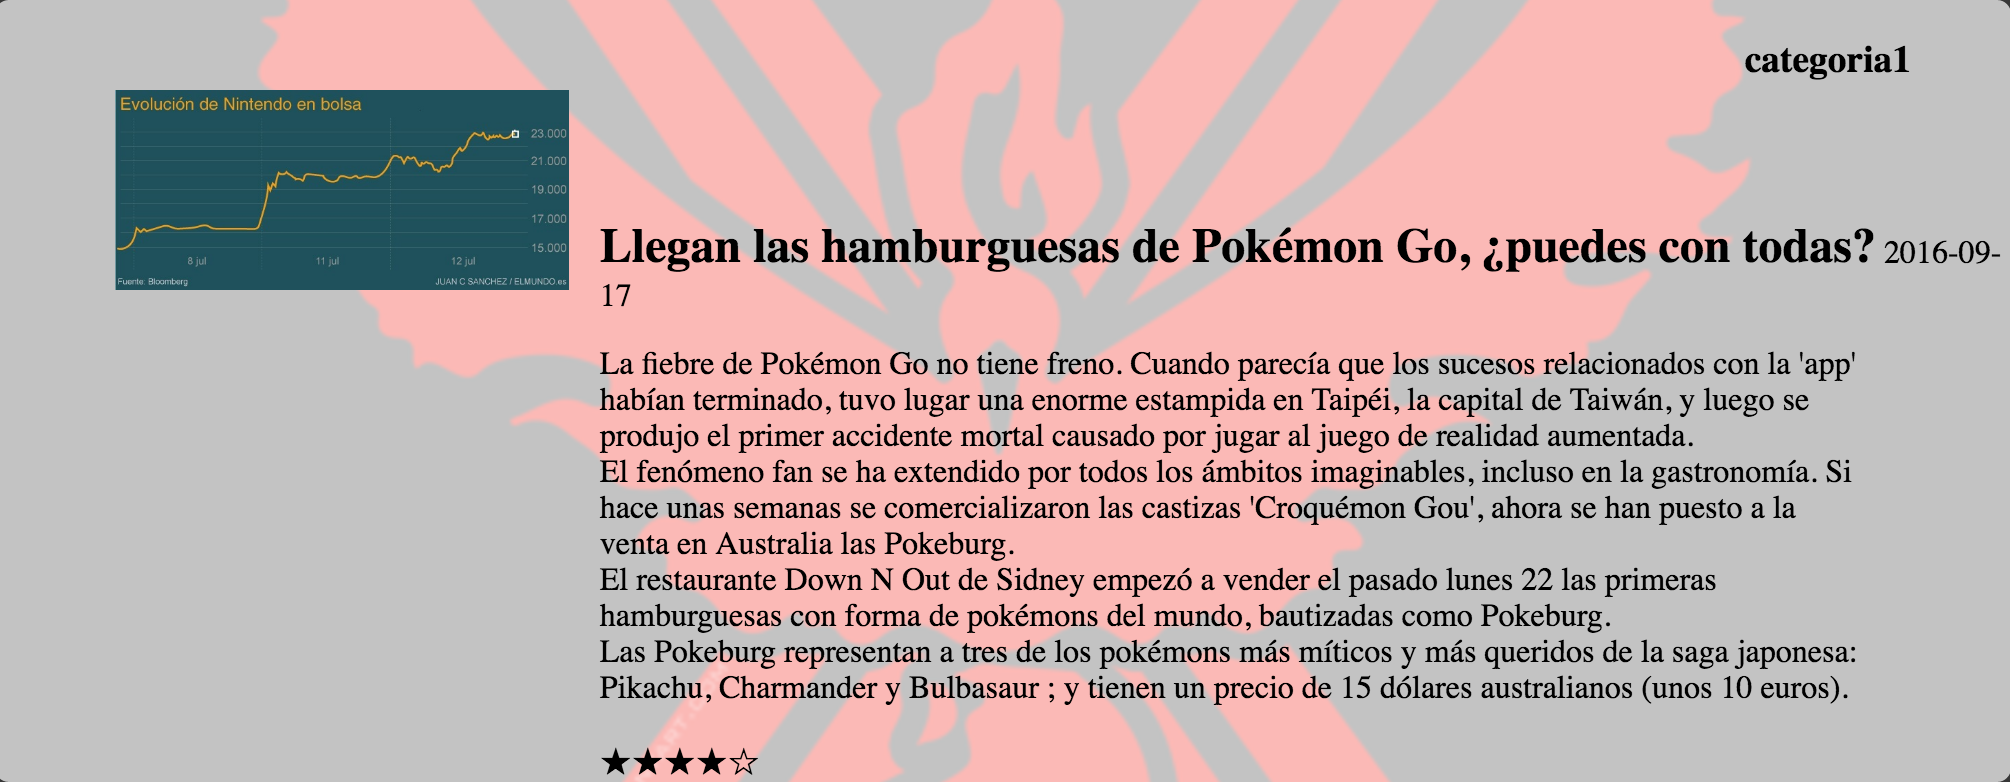 categoria1
Evolución de Nintendo en bolsa
23.000
21.000
19.000
17.000
15.000
8 jul 11 jul 12 jul
Fuente: Bloomberg JUAN C SANCHEZ / ELMUNDO.es
Llegan las hamburguesas de Pokémon Go, ¿puedes con todas? 2016-09-
17
La fiebre de Pokémon Go no tiene freno. Cuando parecía que los sucesos relacionados con la 'app'
habían terminado, tuvo lugar una enorme estampida en Taipéi, la capital de Taiwán, y luego se
produjo el primer accidente mortal causado por jugar al juego de realidad aumentada.
El fenómeno fan se ha extendido por todos los ámbitos imaginables, incluso en la gastronomía. Si
hace unas semanas se comercializaron las castizas 'Croquémon Gou', ahora se han puesto a la
venta en Australia las Pokeburg.
El restaurante Down N Out de Sidney empezó a vender el pasado lunes 22 las primeras
hamburguesas con forma de pokémons del mundo, bautizadas como Pokeburg.
Las Pokeburg representan a tres de los pokémons más míticos y más queridos de la saga japonesa:
Pikachu, Charmander y Bulbasaur ; y tienen un precio de 15 dólares australianos (unos 10 euros).
★★★★☆